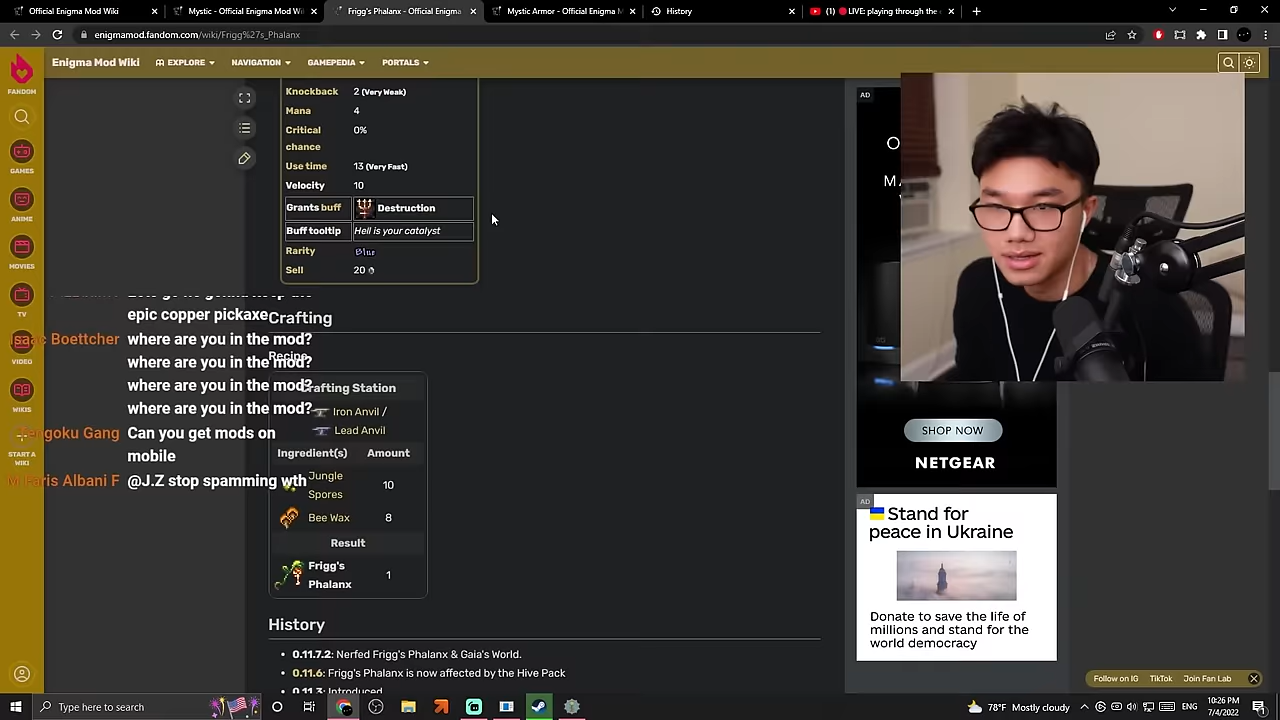 Official Enigma Mod Wiki
Mystic - Official Enigma Mod Wi
Frigg's Phalanx - Official Enigma
Mystic Armor - Official Enigma M
History
(1) 🔴 LIVE: playing through the
enigmamod.fandom.com/wiki/Frigg%27s_Phalanx
FANDOM
GAMES
ANIME
MOVIES
TV
VIDEO
WIKIS
START A
WIKI
Enigma Mod Wiki
EXPLORE
NAVIGATION
GAMEPEDIA
PORTALS
Knockback 2 (Very Weak)
Mana 4
Critical 0%
chance
Use time 13 (Very Fast)
Velocity 10
Grants buff Destruction
Buff tooltip Hell is your catalyst
Rarity Blue
Sell 20
epic copper pickaxe
Isaac Boettcher where are you in the mod?
where are you in the mod?
where are you in the mod?
where are you in the mod?
Tengoku Gang Can you get mods on
mobile
M Faris Albani F @J.Z stop spamming wth
Crafting
Recipe
Crafting Station
Iron Anvil /
Lead Anvil
Ingredient(s) Amount
Jungle
Spores 10
Bee Wax 8
Result
Frigg's
Phalanx 1
History
0.11.7.2: Nerfed Frigg's Phalanx & Gaia's World.
0.11.6: Frigg's Phalanx is now affected by the Hive Pack
0.11.3: Introduced
AD
SHOP NOW
NETGEAR
AD
Stand for
peace in Ukraine
Donate to save the life of
millions and stand for the
world democracy
Follow on IG TikTok Join Fan Lab
Type here to search
78°F Mostly cloudy
10:26 PM
7/4/2022